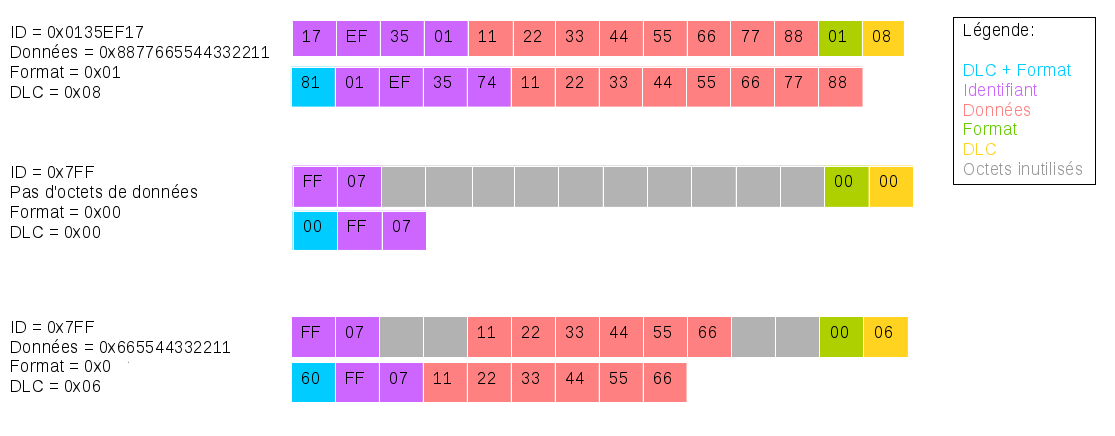 ID = 0x0135EF17
Données = 0x8877665544332211
Format = 0x01
DLC = 0x08
17 EF 35 01 11 22 33 44 55 66 77 88 01 08
81 01 EF 35 74 11 22 33 44 55 66 77 88
ID = 0x7FF
Pas d'octets de données
Format = 0x00
DLC = 0x00
FF 07 00 00
00 FF 07
ID = 0x7FF
Données = 0x665544332211
Format = 0x0
DLC = 0x06
FF 07 11 22 33 44 55 66 00 06
60 FF 07 11 22 33 44 55 66
Légende:
DLC + Format
Identifiant
Données
Format
DLC
Octets inutilisés